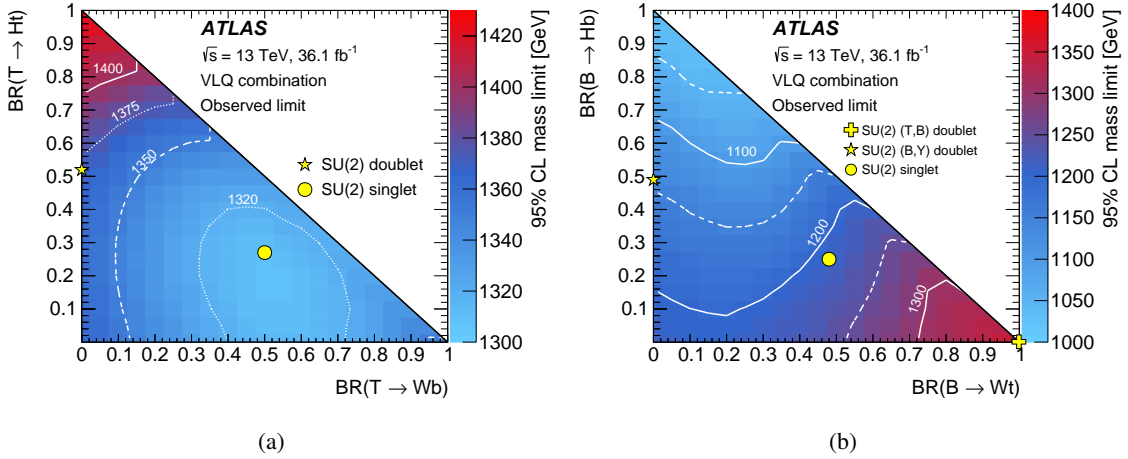 ATLAS
√s = 13 TeV, 36.1 fb⁻¹
VLQ combination
Observed limit
SU(2) doublet
SU(2) singlet
1400
1375
1350
1320
BR(T → Ht)
1
0.9
0.8
0.7
0.6
0.5
0.4
0.3
0.2
0.1
0 0.1 0.2 0.3 0.4 0.5 0.6 0.7 0.8 0.9 1
BR(T → Wb)
95% CL mass limit [GeV]
1420
1400
1380
1360
1340
1320
1300
(a)
ATLAS
√s = 13 TeV, 36.1 fb⁻¹
VLQ combination
Observed limit
SU(2) (T,B) doublet
SU(2) (B,Y) doublet
SU(2) singlet
1100
1200
1300
BR(B → Hb)
1
0.9
0.8
0.7
0.6
0.5
0.4
0.3
0.2
0.1
0 0.1 0.2 0.3 0.4 0.5 0.6 0.7 0.8 0.9 1
BR(B → Wt)
95% CL mass limit [GeV]
1400
1350
1300
1250
1200
1150
1100
1050
1000
(b)